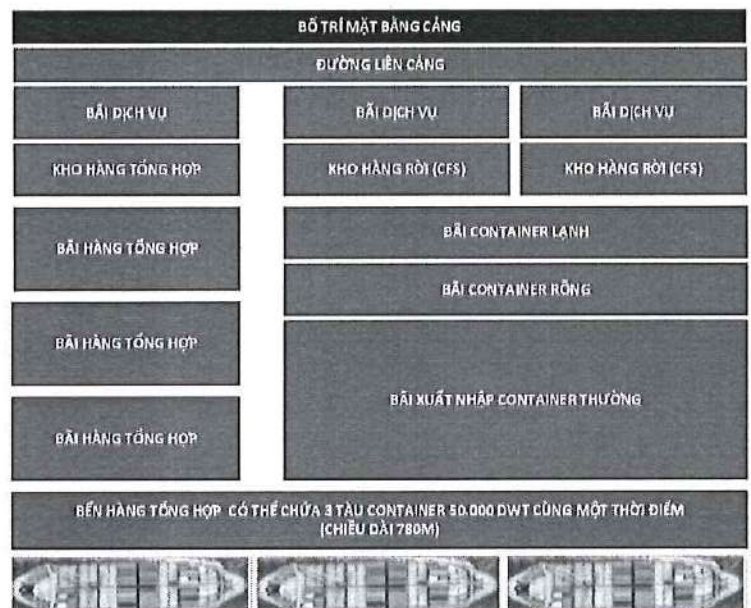 BỐ TRÍ MẶT BẰNG CẢNG
ĐƯỜNG LIÊN CẢNG
BÃI DỊCH VỤ
BÃI DỊCH VỤ
BÃI DỊCH VỤ
KHO HÀNG TỔNG HỢP
KHO HÀNG RỜI (CFS)
KHO HÀNG RỜI (CFS)
BÃI HÀNG TỔNG HỢP
BÃI CONTAINER LẠNH
BÃI CONTAINER RỖNG
BÃI HÀNG TỔNG HỢP
BÃI XUẤT NHẬP CONTAINER THƯỜNG
BÃI HÀNG TỔNG HỢP
BẾN HÀNG TỔNG HỢP CÓ THỂ CHỨA 3 TÀU CONTAINER 50.000 DWT CÙNG MỘT THỜI ĐIỂM
(CHIỀU DÀI 780M)